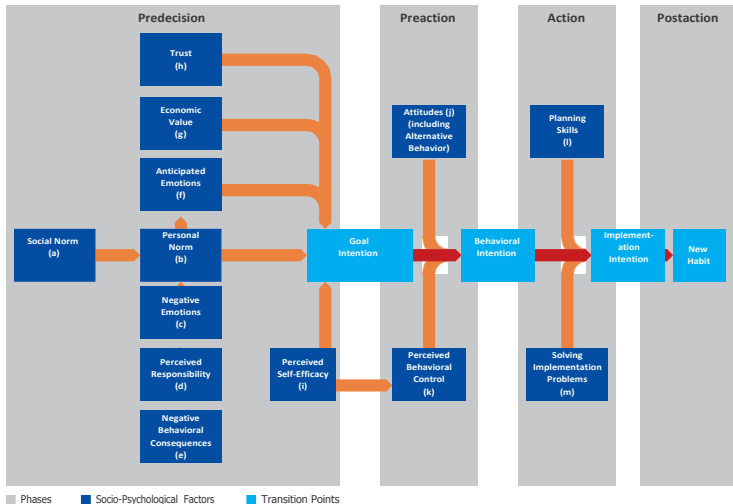 Predecision
Preaction
Action
Postaction
Trust
(h)
Economic
Value
(g)
Anticipated
Emotions
(f)
Social Norm
(a)
Personal
Norm
(b)
Negative
Emotions
(c)
Perceived
Responsibility
(d)
Negative
Behavioral
Consequences
(e)
Goal
Intention
Perceived
Self-Efficacy
(i)
Attitudes (j)
(including
Alternative
Behavior)
Behavioral
Intention
Perceived
Behavioral
Control
(k)
Planning
Skills
(l)
Implement-
ation
Intention
Solving
Implementation
Problems
(m)
New
Habit
Phases
Socio-Psychological Factors
Transition Points